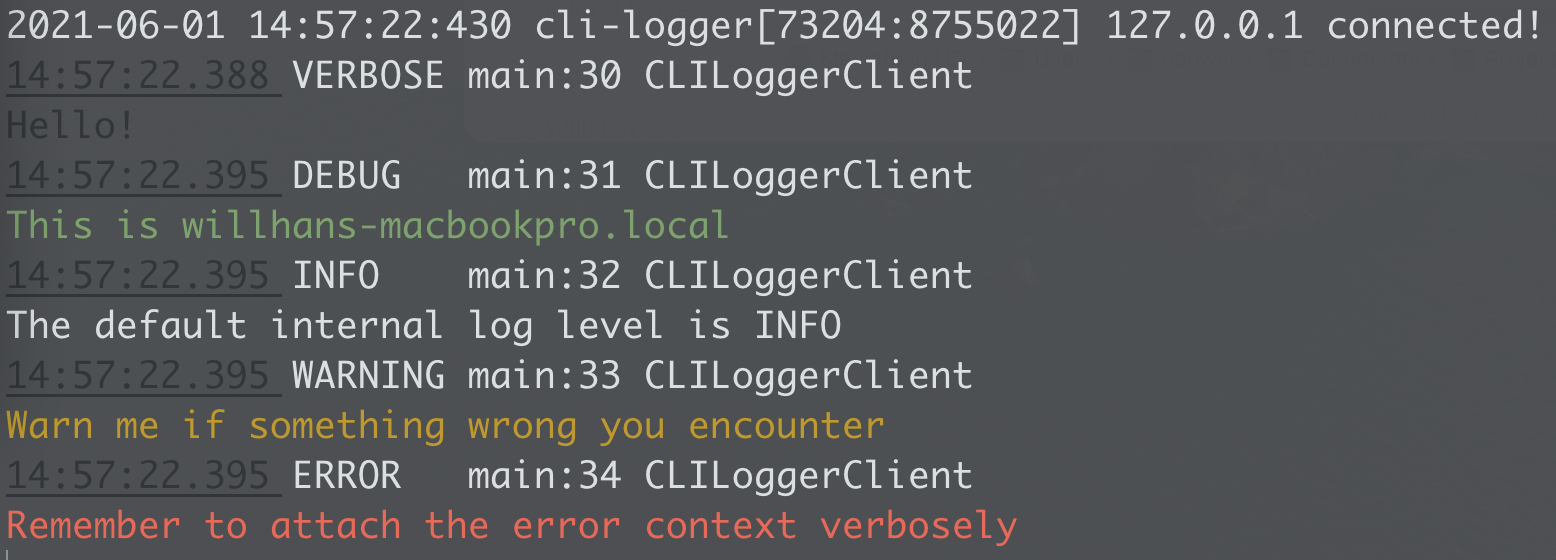 2021-06-01 14:57:22:430 cli-logger[73204:8755022] 127.0.0.1 connected!
14:57:22.388 VERBOSE main:30 CLILoggerClient
Hello!
14:57:22.395 DEBUG   main:31 CLILoggerClient
This is willhans-macbookpro.local
14:57:22.395 INFO    main:32 CLILoggerClient
The default internal log level is INFO
14:57:22.395 WARNING main:33 CLILoggerClient
Warn me if something wrong you encounter
14:57:22.395 ERROR   main:34 CLILoggerClient
Remember to attach the error context verbosely